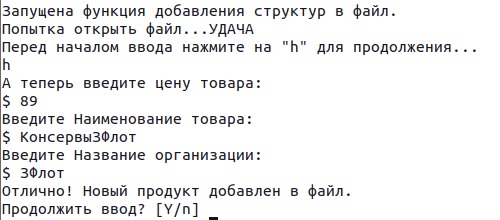 Запущена функция добавления структур в файл.
Попытка открыть файл...УДАЧА
Перед началом ввода нажмите на "h" для продолжения...
h
А теперь введите цену товара:
$ 89
Введите Наименование товара:
$ КонсервыЗФлот
Введите Название организации:
$ ЗФлот
Отлично! Новый продукт добавлен в файл.
Продолжить ввод? [Y/n]